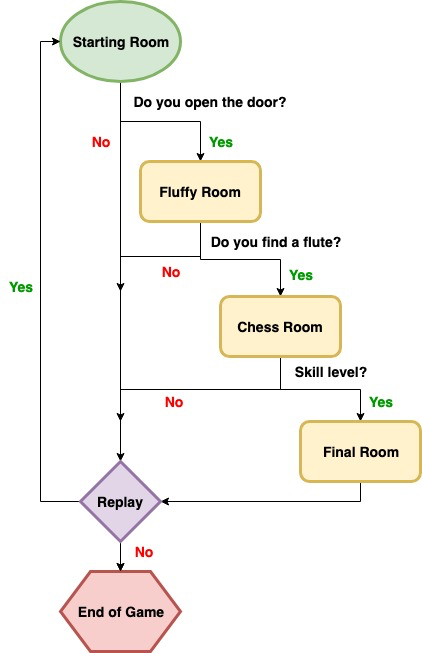 Starting Room
Do you open the door?
No
Yes
Fluffy Room
Do you find a flute?
No
Yes
Yes
Chess Room
Skill level?
No
Yes
Final Room
Replay
No
End of Game